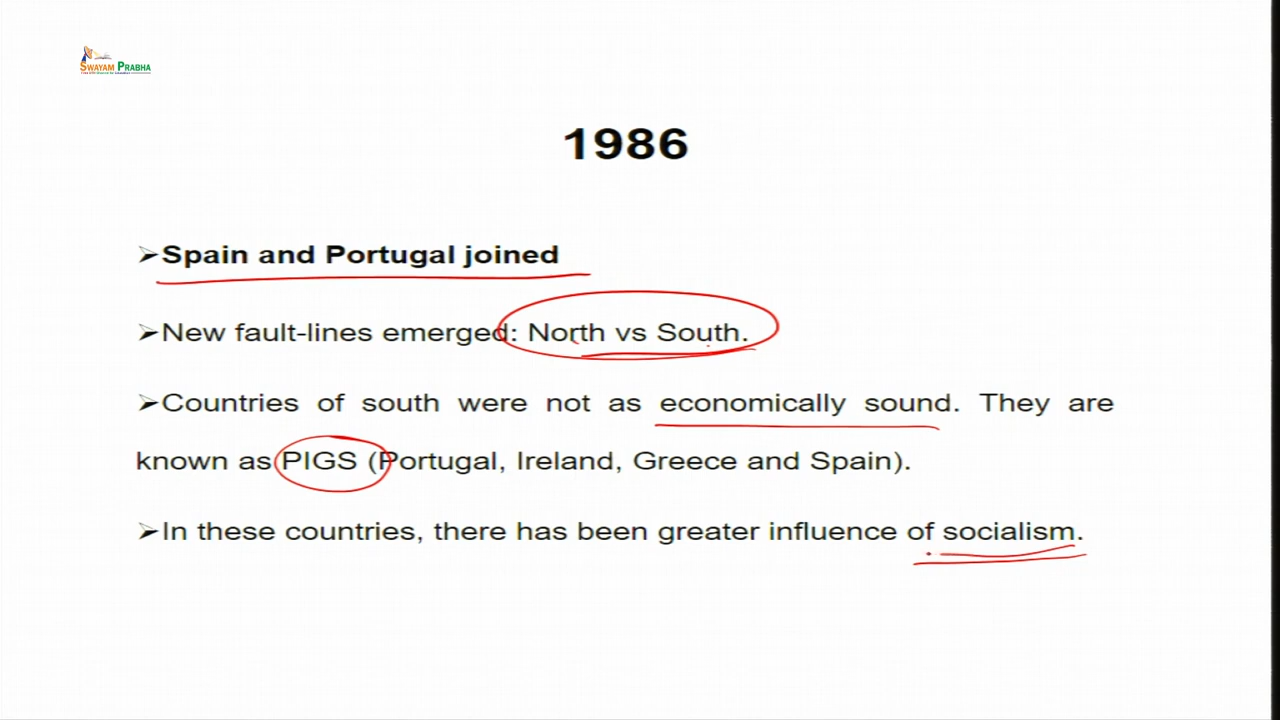 SWAYAM PRABHA
1986
➢Spain and Portugal joined
➢New fault-lines emerged: North vs South.
➢Countries of south were not as economically sound. They are
known as PIGS (Portugal, Ireland, Greece and Spain).
➢In these countries, there has been greater influence of socialism.